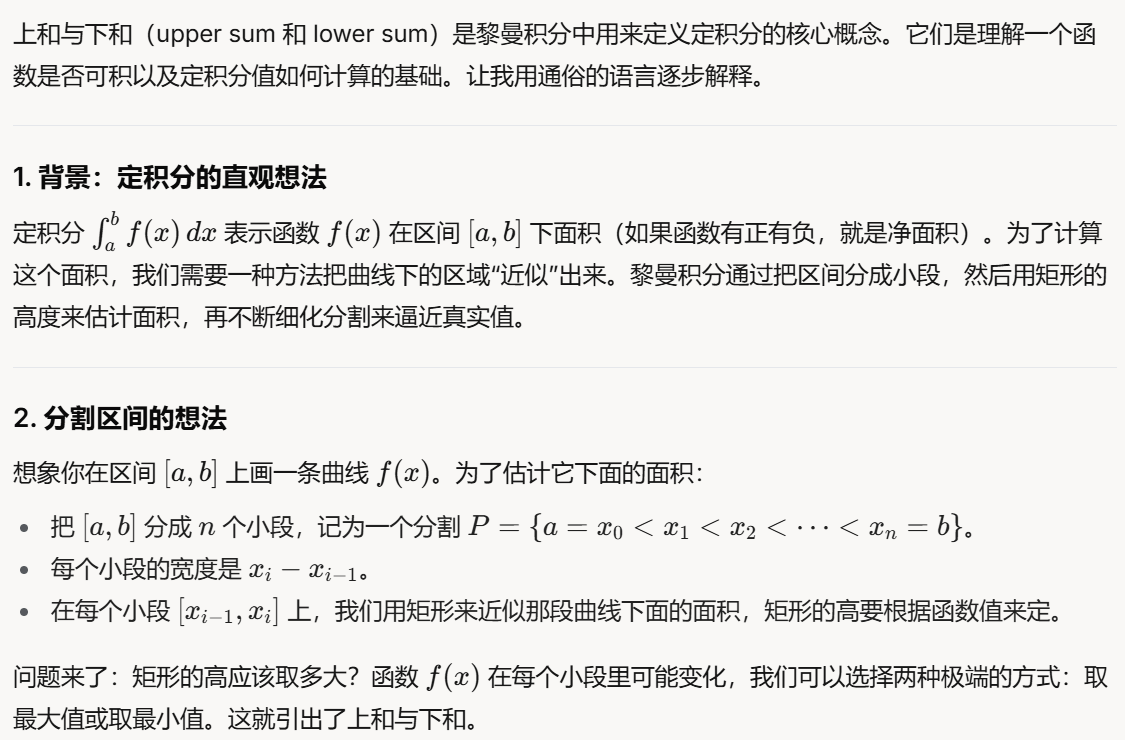 上和与下和（upper sum 和 lower sum）是黎曼积分中用来定义定积分的核心概念。它们是理解一个函
数是否可积以及定积分值如何计算的基础。让我用通俗的语言逐步解释。
1. 背景：定积分的直观想法
定积分 ∫_a^b f(x) dx 表示函数 f(x) 在区间 [a, b] 下面积（如果函数有正有负，就是净面积）。为了计算
这个面积，我们需要一种方法把曲线下的区域“近似”出来。黎曼积分通过把区间分成小段，然后用矩形的
高度来估计面积，再不断细化分割来逼近真实值。
2. 分割区间的想法
想象你在区间 [a, b] 上画一条曲线 f(x)。为了估计它下面的面积：
• 把 [a, b] 分成 n 个小段，记为一个分割 P = {a = x_0 < x_1 < x_2 < ⋯ < x_n = b}。
• 每个小段的宽度是 x_i − x_{i−1}。
• 在每个小段 [x_{i−1}, x_i] 上，我们用矩形来近似那段曲线下面的面积，矩形的高要根据函数值来定。
问题来了：矩形的高应该取多大？函数 f(x) 在每个小段里可能变化，我们可以选择两种极端的方式：取
最大值或取最小值。这就引出了上和与下和。